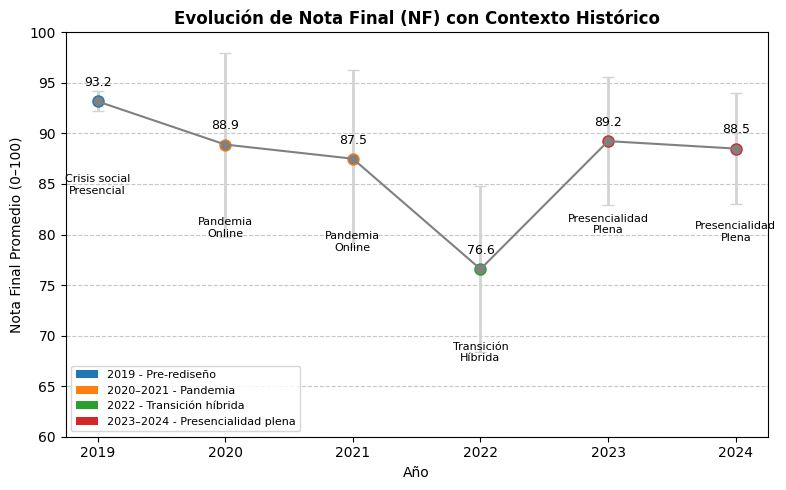 Evolución de Nota Final (NF) con Contexto Histórico
Nota Final Promedio (0–100)
100
95
90
85
80
75
70
65
60
93.2
88.9
87.5
76.6
89.2
88.5
Crisis social
Presencial
Pandemia
Online
Pandemia
Online
Transición
Híbrida
Presencialidad
Plena
Presencialidad
Plena
2019 - Pre-rediseño
2020–2021 - Pandemia
2022 - Transición híbrida
2023–2024 - Presencialidad plena
2019
2020
2021
2022
2023
2024
Año